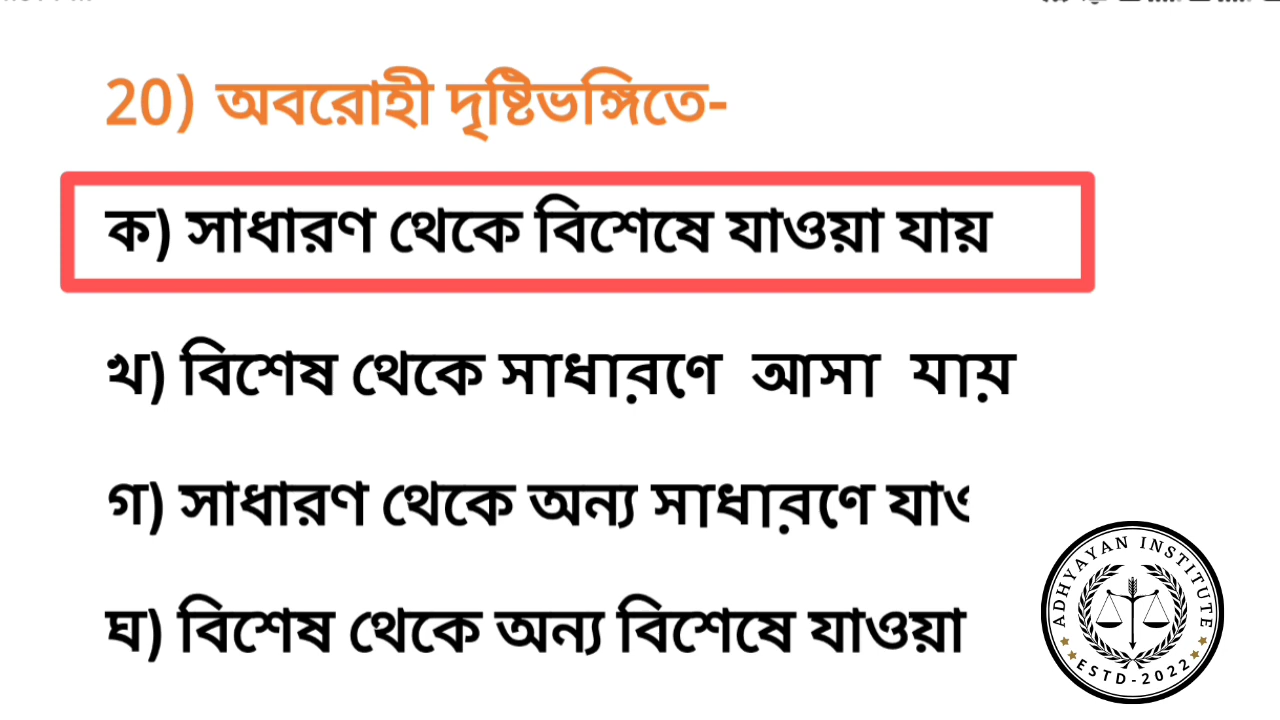 20) অবরোহী দৃষ্টিভঙ্গিতে-
ক) সাধারণ থেকে বিশেষে যাওয়া যায়
খ) বিশেষ থেকে সাধারণে আসা যায়
গ) সাধারণ থেকে অন্য সাধারণে
ঘ) বিশেষ থেকে অন্য বিশেষে যাওয়া
ADHYAYAN INSTITUTE
ESTD-2022